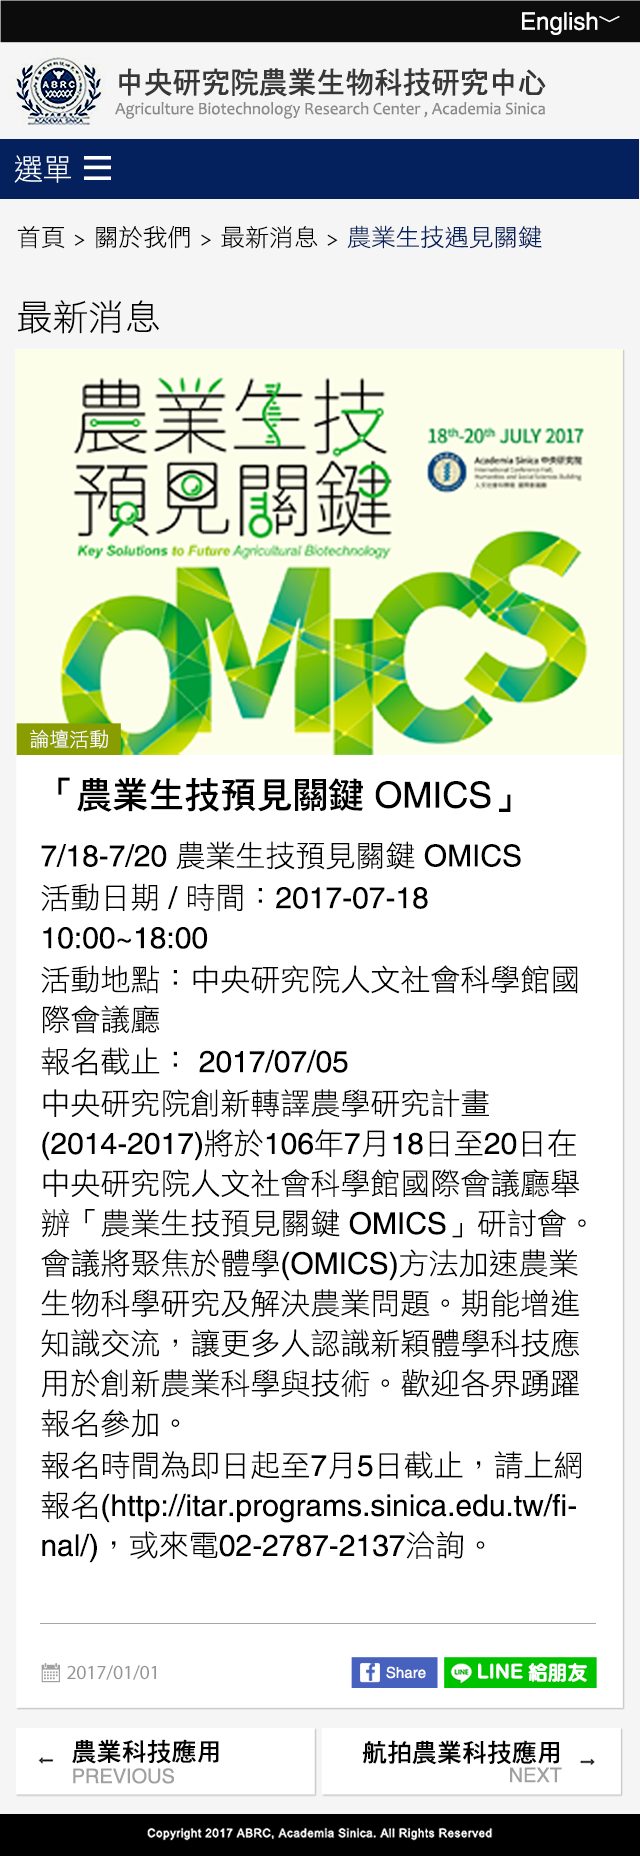 English
ABRC
ACADEMIA SINICA
中央研究院農業生物科技研究中心
Agriculture Biotechnology Research Center , Academia Sinica
選單
首頁 > 關於我們 > 最新消息 > 農業生技遇見關鍵
最新消息
農業生技
預見關鍵
18th-20th JULY 2017
Academia Sinica 中央研究院
International Conference Hall,
Humanities and Social Sciences Building
Key Solutions to Future Agricultural Biotechnology
OMICS
論壇活動
「農業生技預見關鍵 OMICS」
7/18-7/20 農業生技預見關鍵 OMICS
活動日期 / 時間：2017-07-18
10:00~18:00
活動地點：中央研究院人文社會科學館國
際會議廳
報名截止： 2017/07/05
中央研究院創新轉譯農學研究計畫
(2014-2017)將於106年7月18日至20日在
中央研究院人文社會科學館國際會議廳舉
辦「農業生技預見關鍵 OMICS」研討會。
會議將聚焦於體學(OMICS)方法加速農業
生物科學研究及解決農業問題。期能增進
知識交流，讓更多人認識新穎體學科技應
用於創新農業科學與技術。歡迎各界踴躍
報名參加。
報名時間為即日起至7月5日截止，請上網
報名(http://itar.programs.sinica.edu.tw/fi-
nal/)，或來電02-2787-2137洽詢。
2017/01/01
Share
LINE 給朋友
← 農業科技應用
PREVIOUS
航拍農業科技應用 →
NEXT
Copyright 2017 ABRC, Academia Sinica. All Rights Reserved